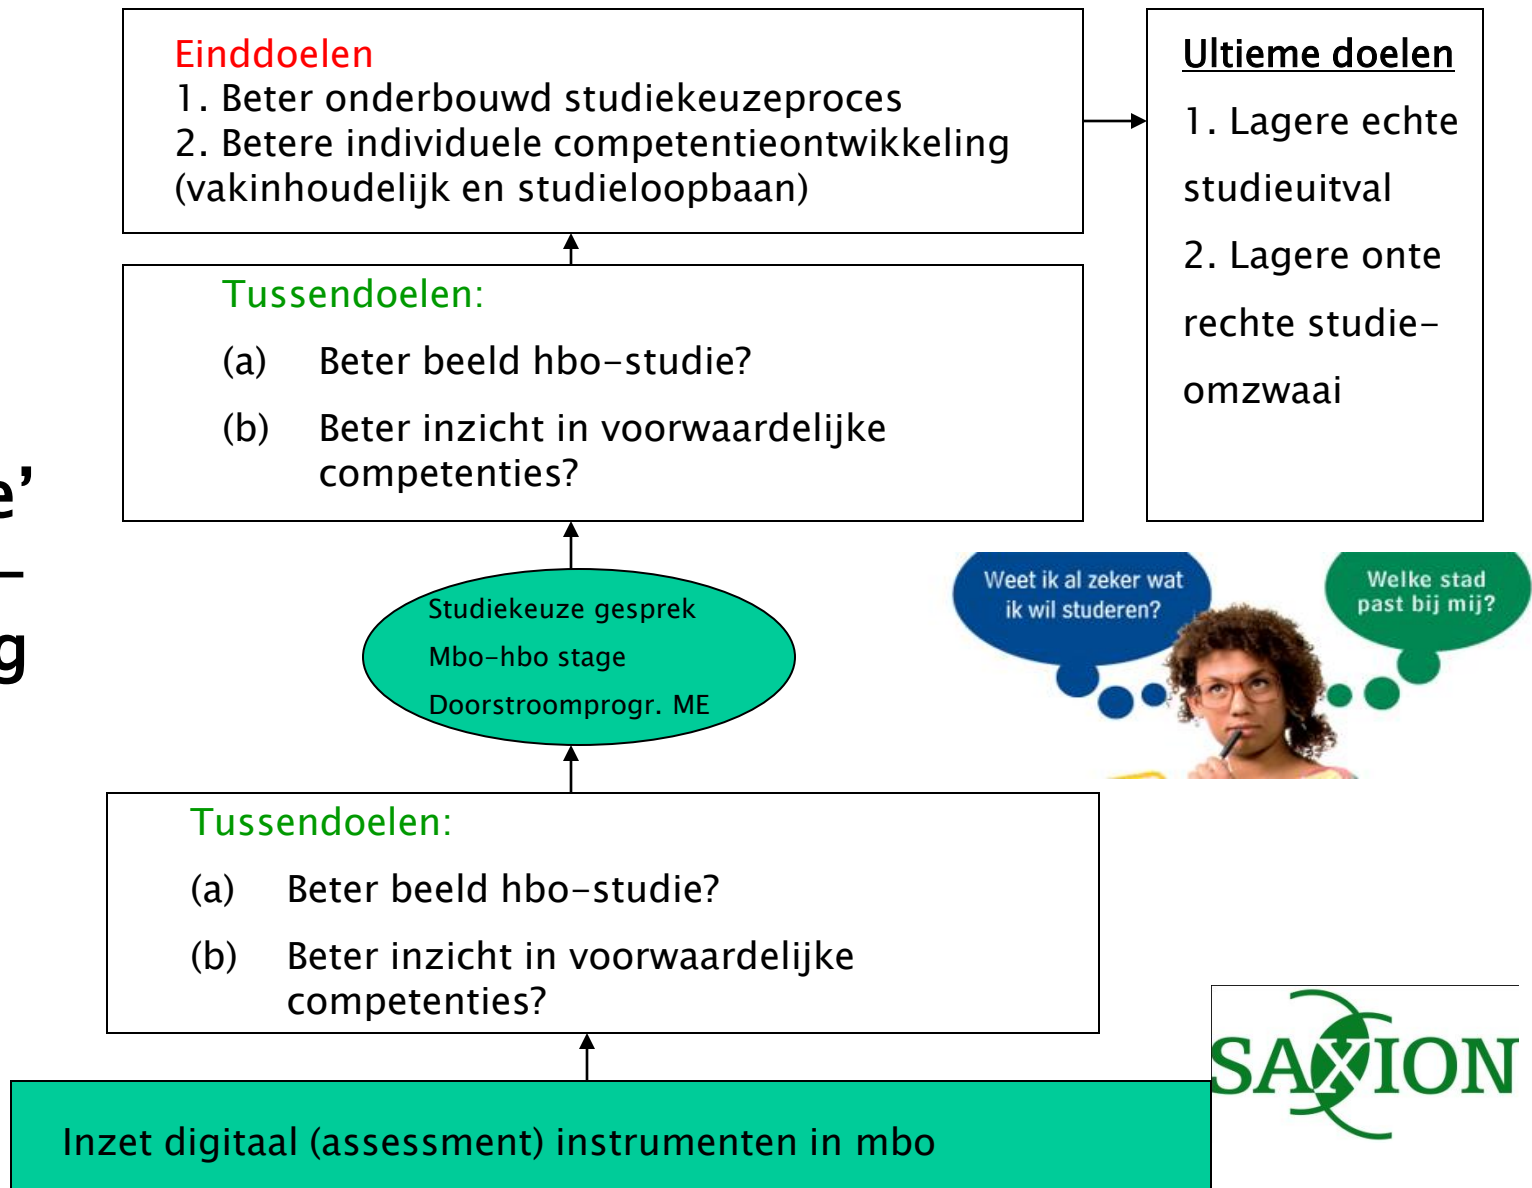 Einddoelen
1. Beter onderbouwd studiekeuzeproces
2. Betere individuele competentieontwikkeling
(vakinhoudelijk en studieloopbaan)
Ultieme doelen
1. Lagere echte
studieuitval
2. Lagere onte
rechte studie-
omzwaai
Tussendoelen:
(a) Beter beeld hbo-studie?
(b) Beter inzicht in voorwaardelijke
competenties?
e’
–
g
Studiekeuze gesprek
Mbo-hbo stage
Doorstroomprogr. ME
Weet ik al zeker wat
ik wil studeren?
Welke stad
past bij mij?
Tussendoelen:
(a) Beter beeld hbo-studie?
(b) Beter inzicht in voorwaardelijke
competenties?
SAXION
Inzet digitaal (assessment) instrumenten in mbo